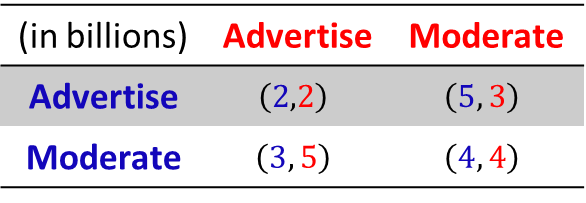 (in billions) Advertise Moderate
Advertise (2,2) (5, 3)
Moderate (3, 5) (4, 4)